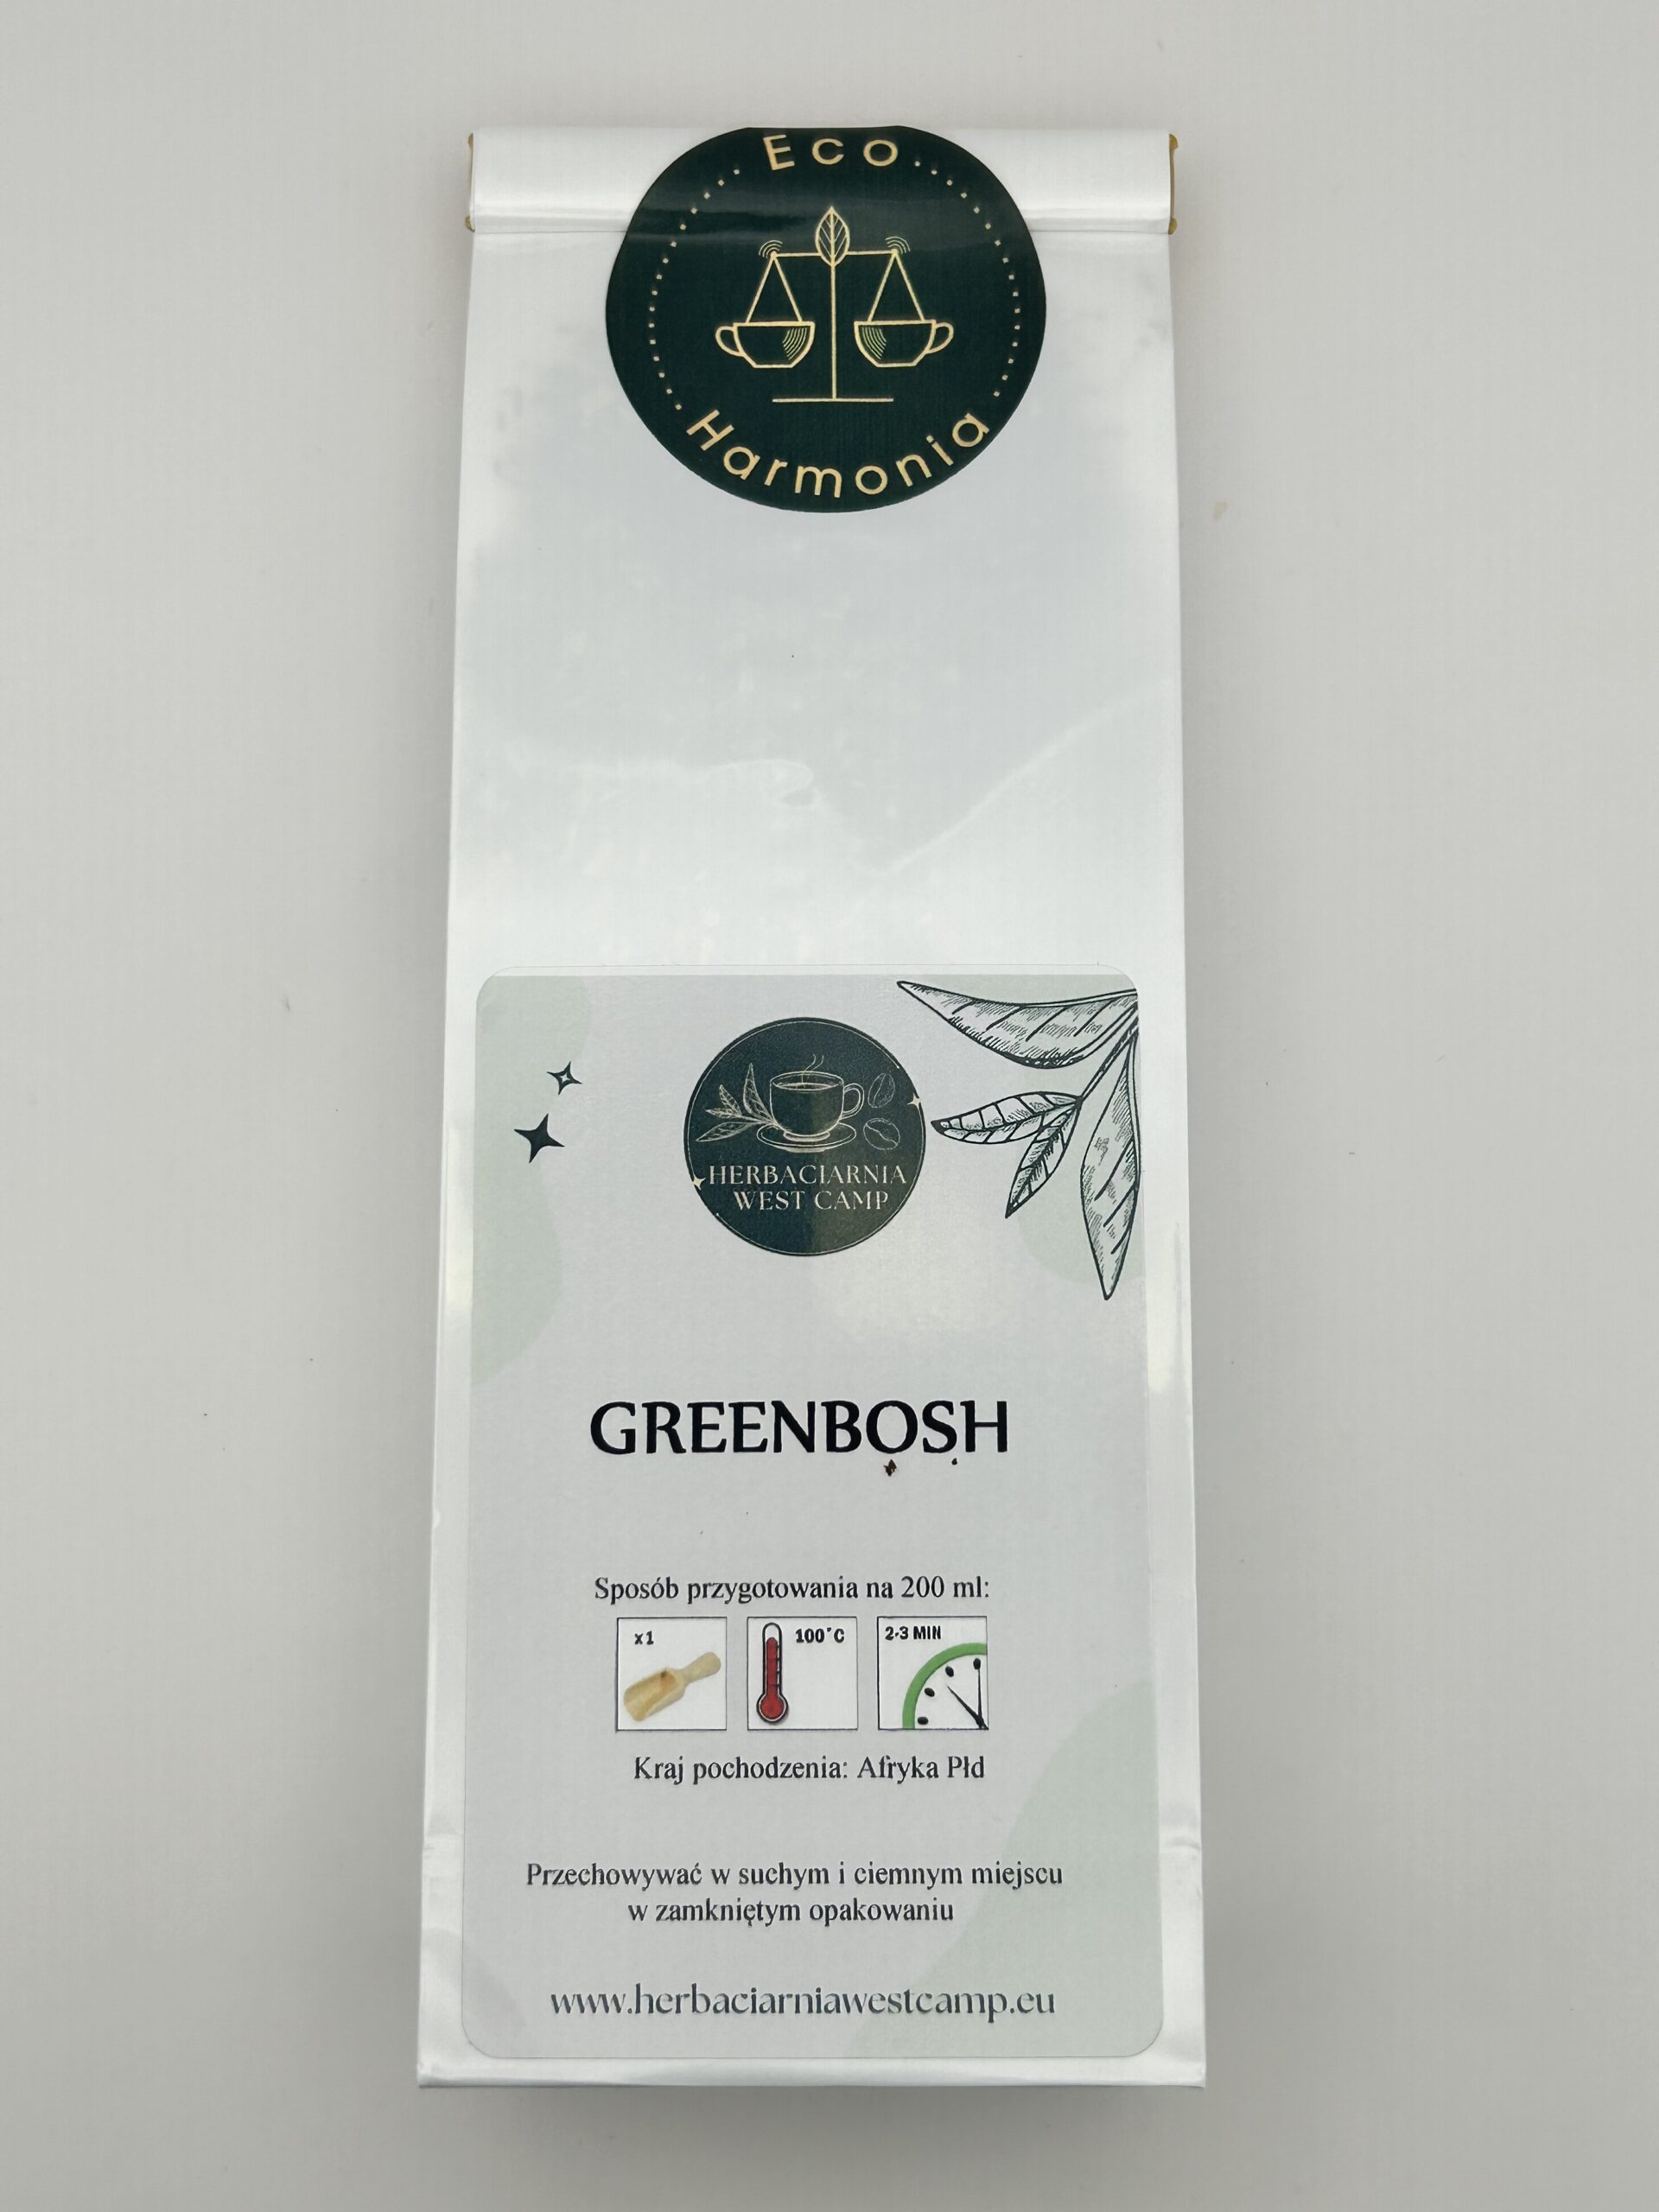 Eco
Harmonia
HERBACIARNIA
WEST CAMP
GREENBOSH
Sposób przygotowania na 200 ml:
x1
100°C
2-3 MIN
Kraj pochodzenia: Afryka Płd
Przechowywać w suchym i ciemnym miejscu
w zamkniętym opakowaniu
www.herbaciarniawestcamp.eu